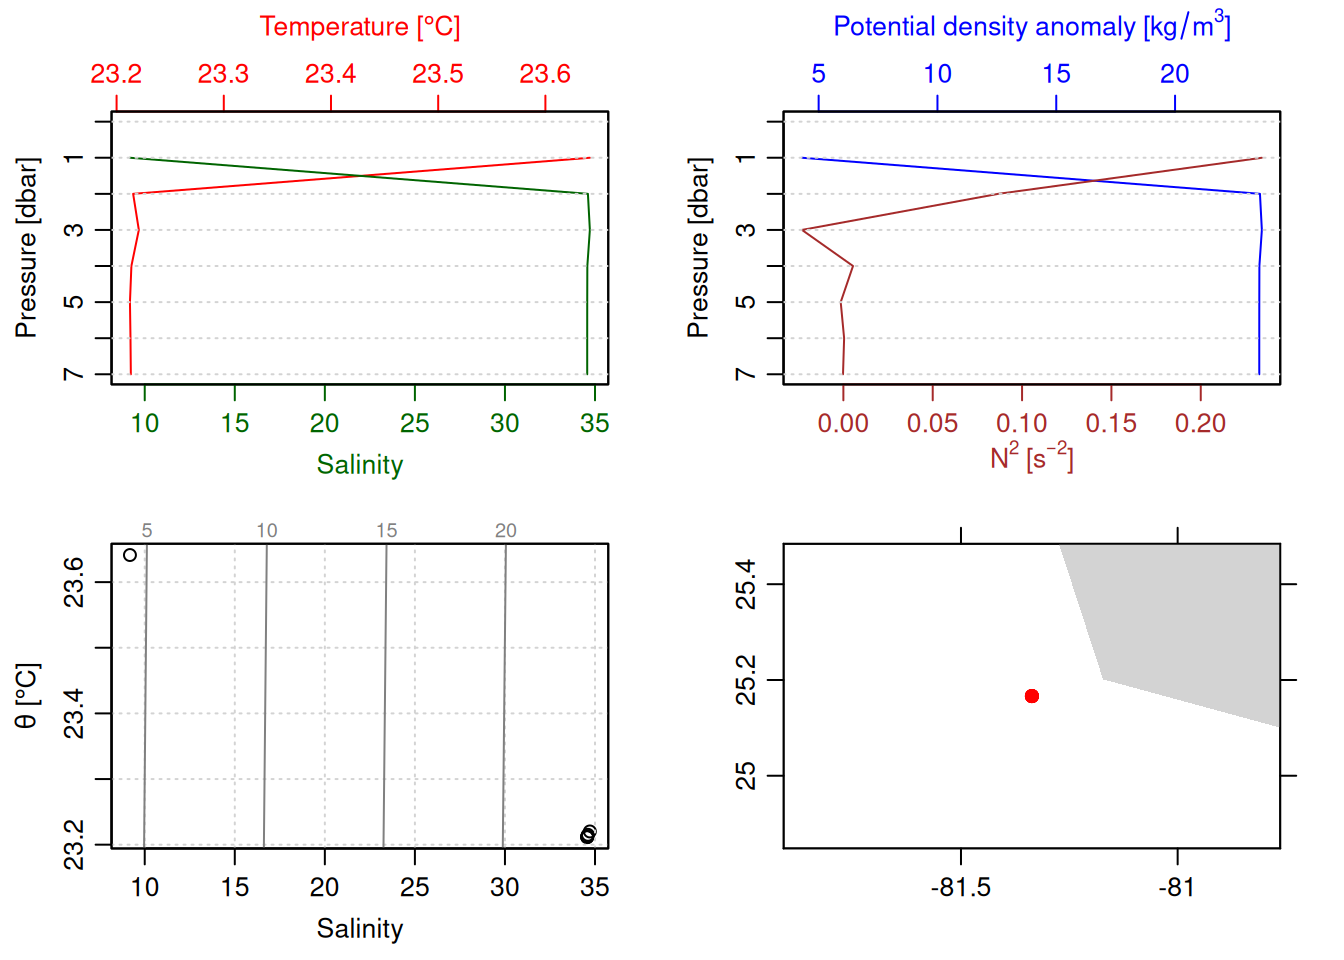 Temperature [°C]
23.2 23.3 23.4 23.5 23.6
Pressure [dbar]
1
3
5
7
10 15 20 25 30 35
Salinity
Potential density anomaly [kg/m³]
5 10 15 20
Pressure [dbar]
1
3
5
7
0.00 0.05 0.10 0.15 0.20
N² [s⁻²]
5 10 15 20
θ [°C]
23.6
23.4
23.2
10 15 20 25 30 35
Salinity
25.4
25.2
25
-81.5 -81